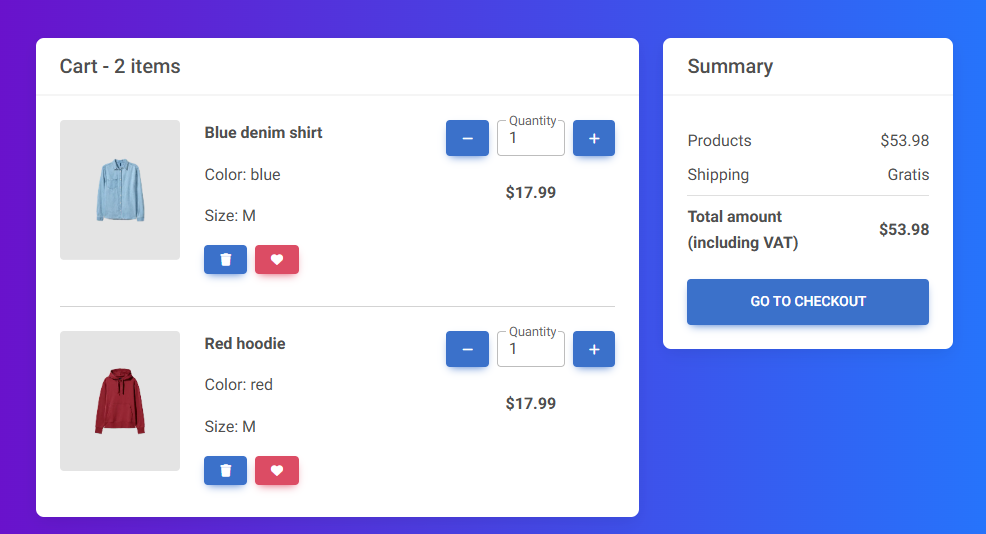 Cart - 2 items
Blue denim shirt
Color: blue
Size: M
Quantity
1
$17.99
Red hoodie
Color: red
Size: M
Quantity
1
$17.99
Summary
Products $53.98
Shipping Gratis
Total amount
(including VAT) $53.98
GO TO CHECKOUT